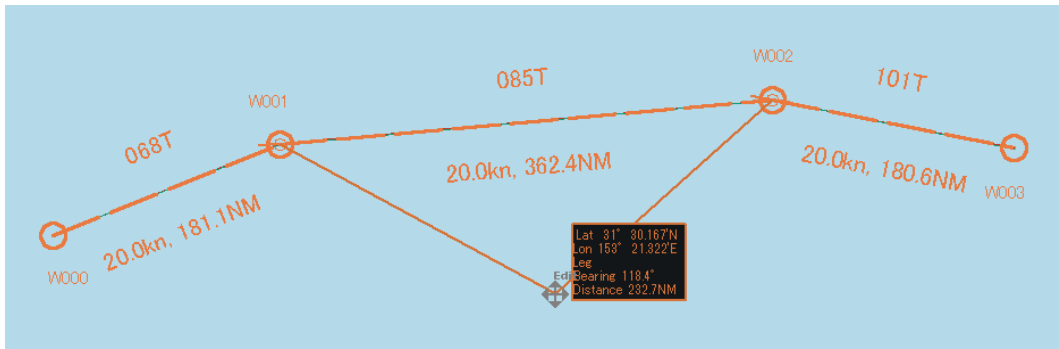 W002
085T
101T
W001
068T
20.0kn, 362.4NM
20.0kn, 180.6NM
W003
20.0kn, 181.1NM
W000
Lat 31° 30.167'N
Lon 153° 21.322'E
Leg
Bearing 118.4°
Distance 232.7NM